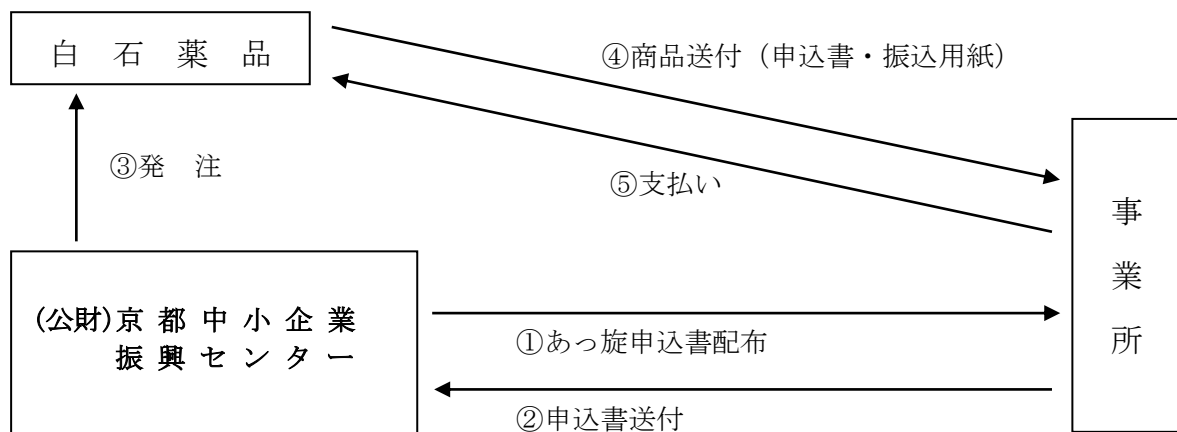 白 石 薬 品
④商品送付（申込書・振込用紙）
③発　注
⑤支払い
事
業
所
(公財)京 都 中 小 企 業
振 興 セ ン タ ー
①あっ旋申込書配布
②申込書送付